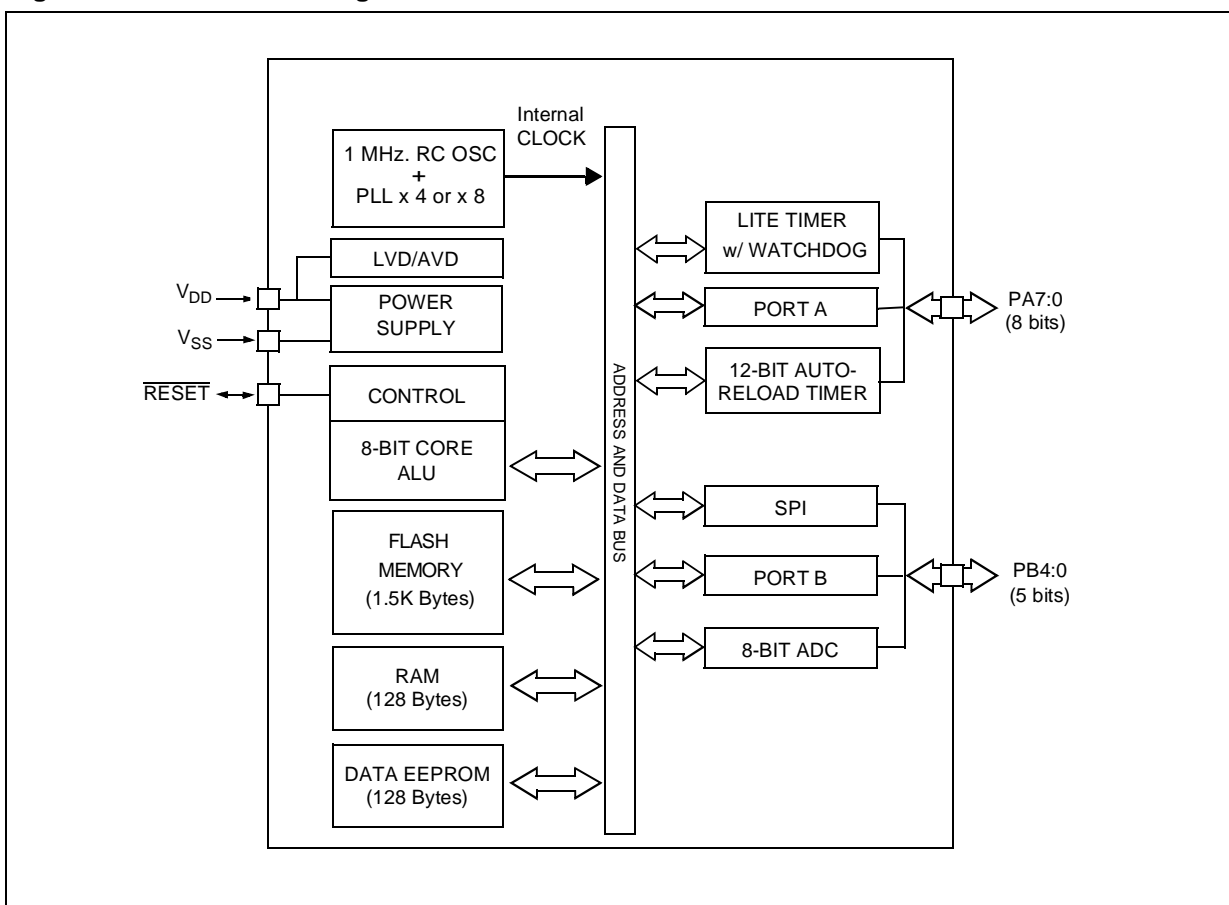 Internal
CLOCK
1 MHz. RC OSC
+
PLL x 4 or x 8
LVD/AVD
POWER
SUPPLY
VDD
VSS
RESET
CONTROL
8-BIT CORE
ALU
FLASH
MEMORY
(1.5K Bytes)
RAM
(128 Bytes)
DATA EEPROM
(128 Bytes)
ADDRESS AND DATA BUS
LITE TIMER
w/ WATCHDOG
PORT A
12-BIT AUTO-
RELOAD TIMER
PA7:0
(8 bits)
SPI
PORT B
8-BIT ADC
PB4:0
(5 bits)